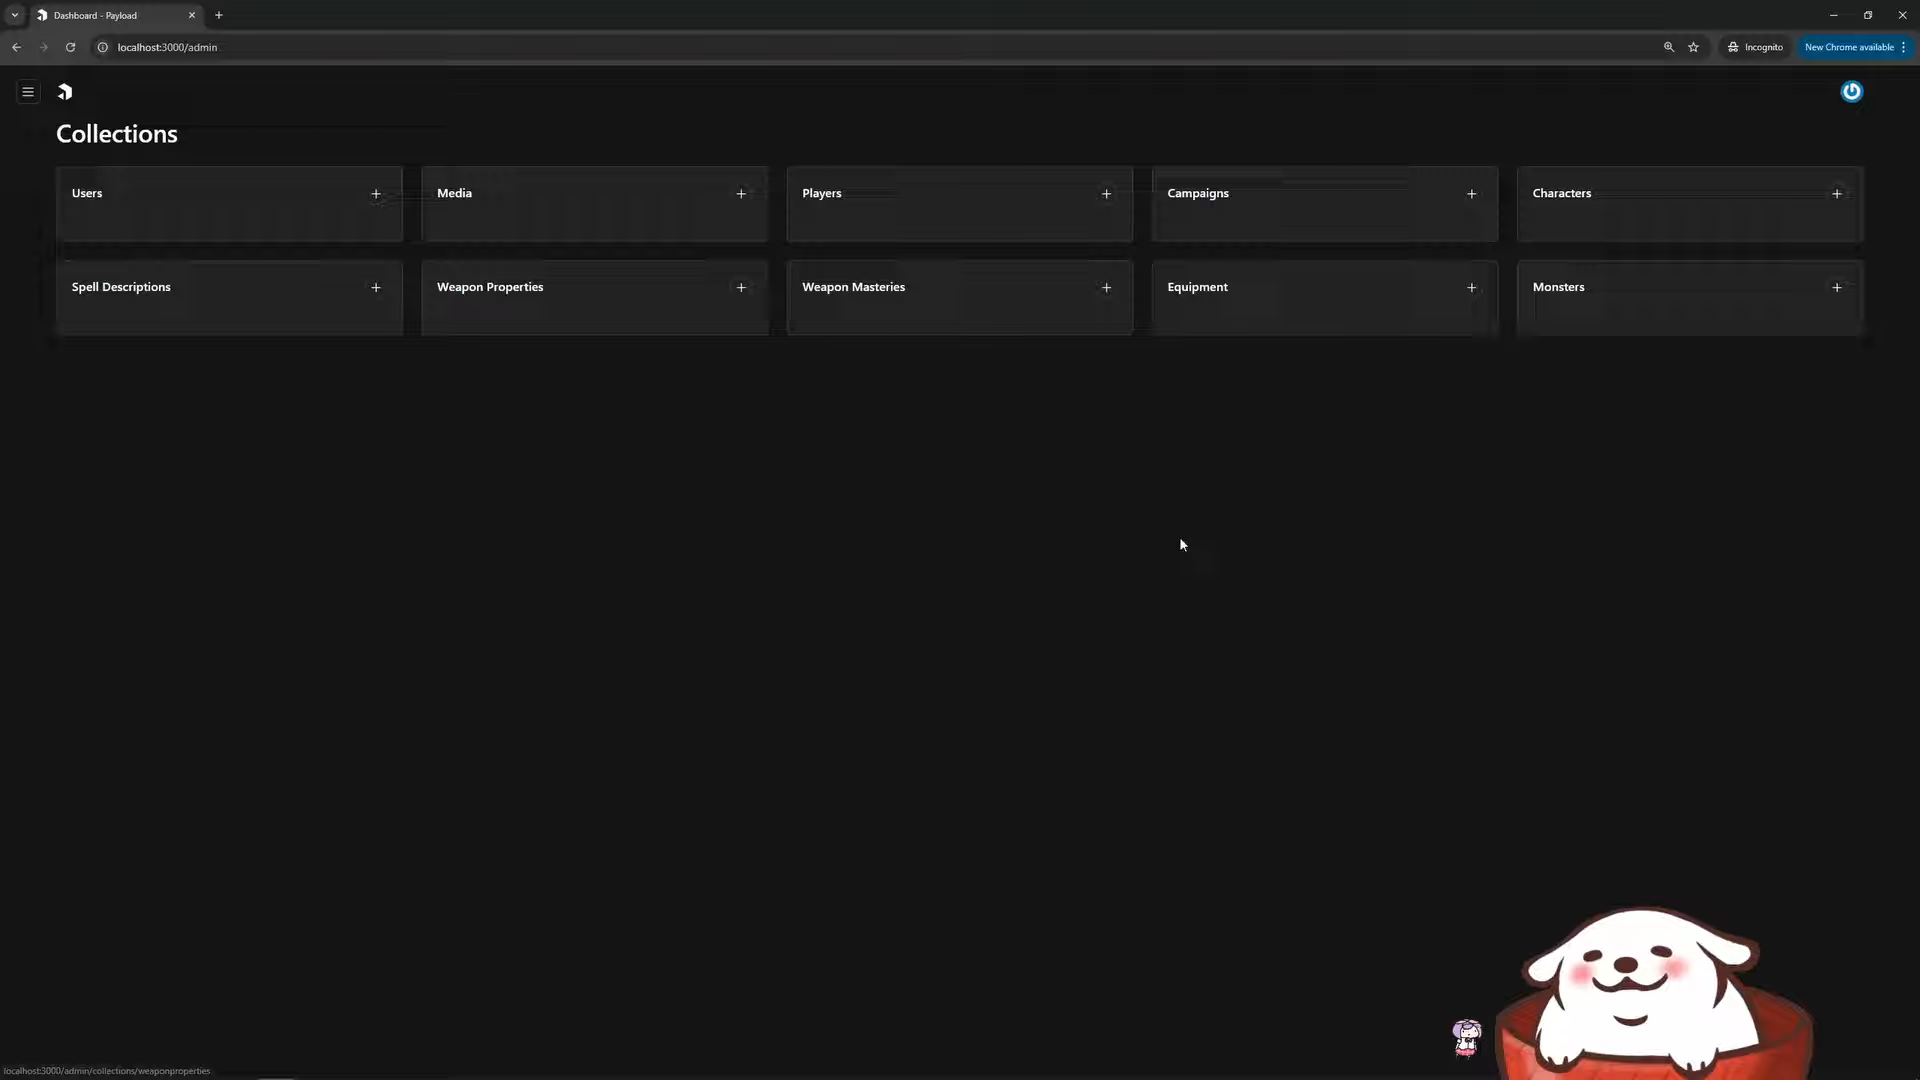 Dashboard - Payload
localhost:3000/admin
Incognito
New Chrome available
Collections
Users
Media
Players
Campaigns
Characters
Spell Descriptions
Weapon Properties
Weapon Masteries
Equipment
Monsters
localhost:3000/admin/collections/weaponproperties